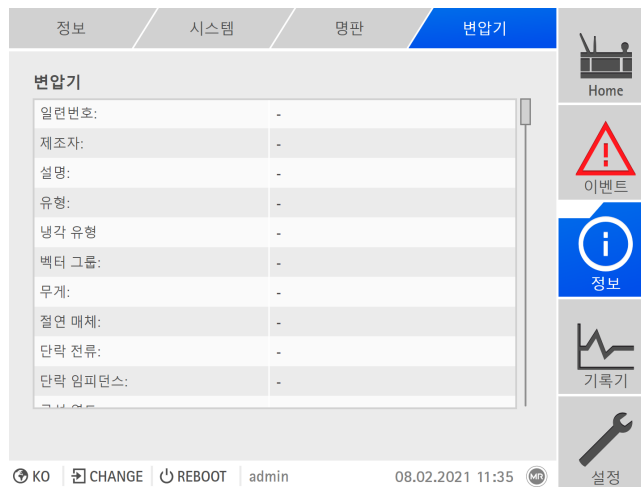 정보 시스템 명판 변압기
변압기
일련번호: -
제조자: -
설명: -
유형: -
냉각 유형 -
벡터 그룹: -
무게: -
절연 매체: -
단락 전류: -
단락 임피던스: -
Home
이벤트
정보
기록기
설정
KO CHANGE REBOOT admin 08.02.2021 11:35 MR